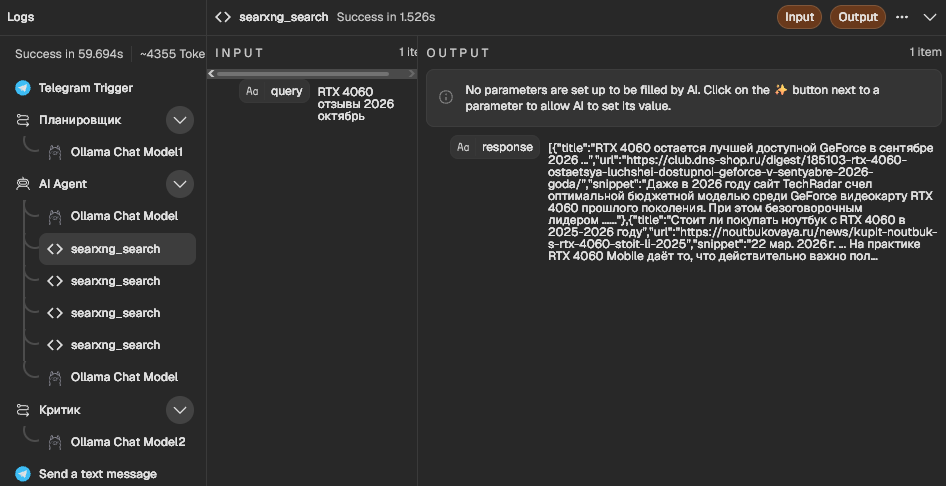 Logs
Success in 59.694s
~4355 Toke
Telegram Trigger
Планировщик
Ollama Chat Model1
AI Agent
Ollama Chat Model
searxng_search
searxng_search
searxng_search
searxng_search
Ollama Chat Model
Критик
Ollama Chat Model2
Send a text message
searxng_search Success in 1.526s
Input
Output
INPUT
1 ite
Aa query
RTX 4060
отзывы 2026
октябрь
OUTPUT
1 item
No parameters are set up to be filled by AI. Click on the ✨ button next to a
parameter to allow AI to set its value.
Aa response
[{"title":"RTX 4060 остается лучшей доступной GeForce в сентябре
2026 ...","url":"https://club.dns-shop.ru/digest/185103-rtx-4060-
ostaetsya-luchshei-dostupnoi-geforce-v-sentyabre-2026-
goda/","snippet":"Даже в 2026 году сайт TechRadar счел
оптимальной бюджетной моделью среди GeForce видеокарту RTX
4060 прошлого поколения. При этом безоговорочным
лидером ......"},{"title":"Стоит ли покупать ноутбук с RTX 4060 в
2025-2026 году","url":"https://noutbukovaya.ru/news/kupit-noutbuk-
s-rtx-4060-stoit-li-2025","snippet":"22 мар. 2026 г. ... На практике
RTX 4060 Mobile даёт то, что действительно важно пол...